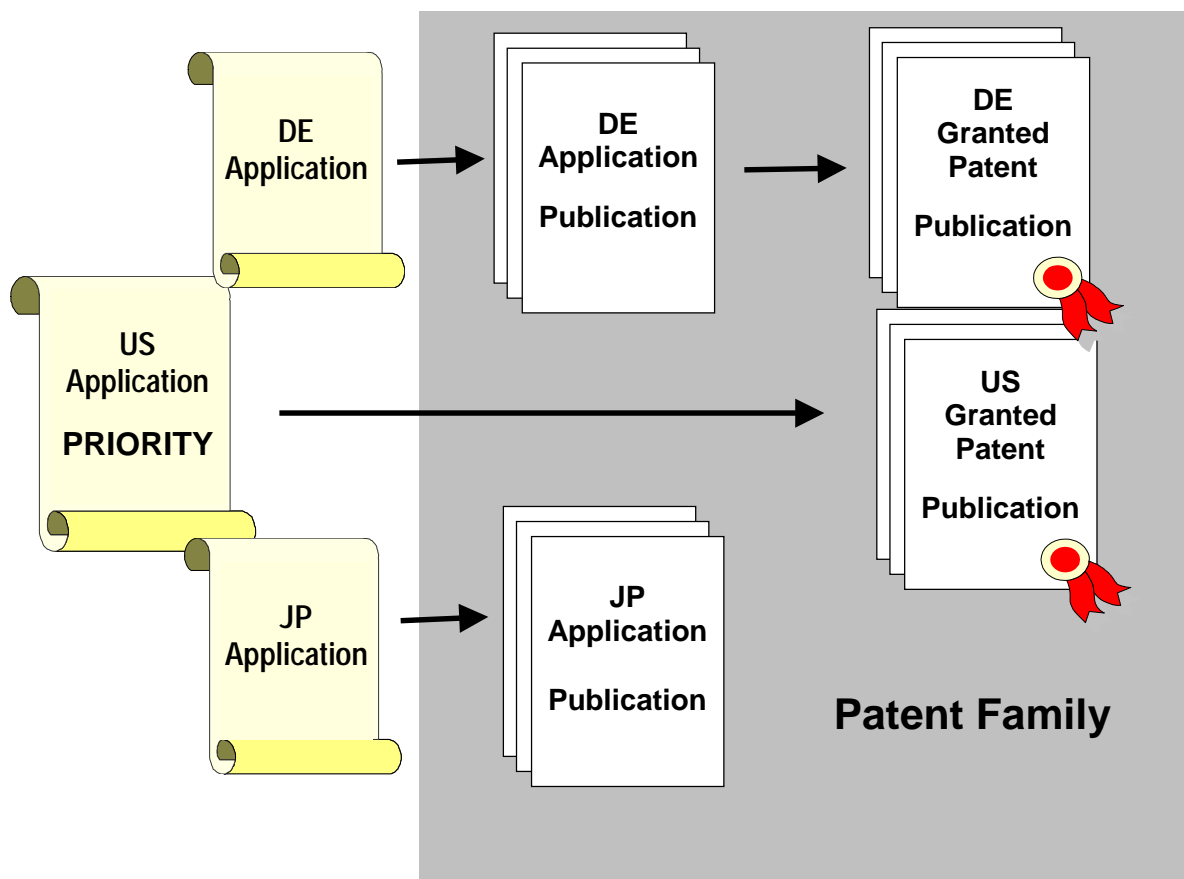 DE
Application
DE
Application
Publication
DE
Granted
Patent
Publication
US
Application
PRIORITY
US
Granted
Patent
Publication
JP
Application
JP
Application
Publication
Patent Family